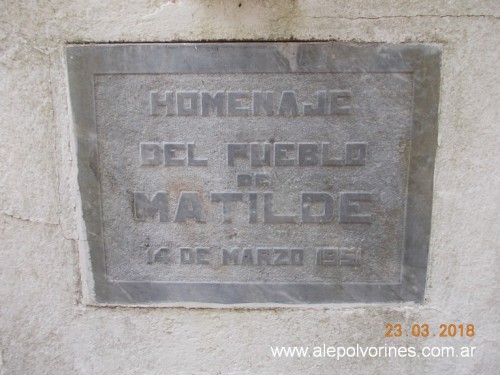 HOMENAJE
DEL PUEBLO
DE
MATILDE
14 DE MARZO 1951
23.03.2018
www.alepolvorines.com.ar